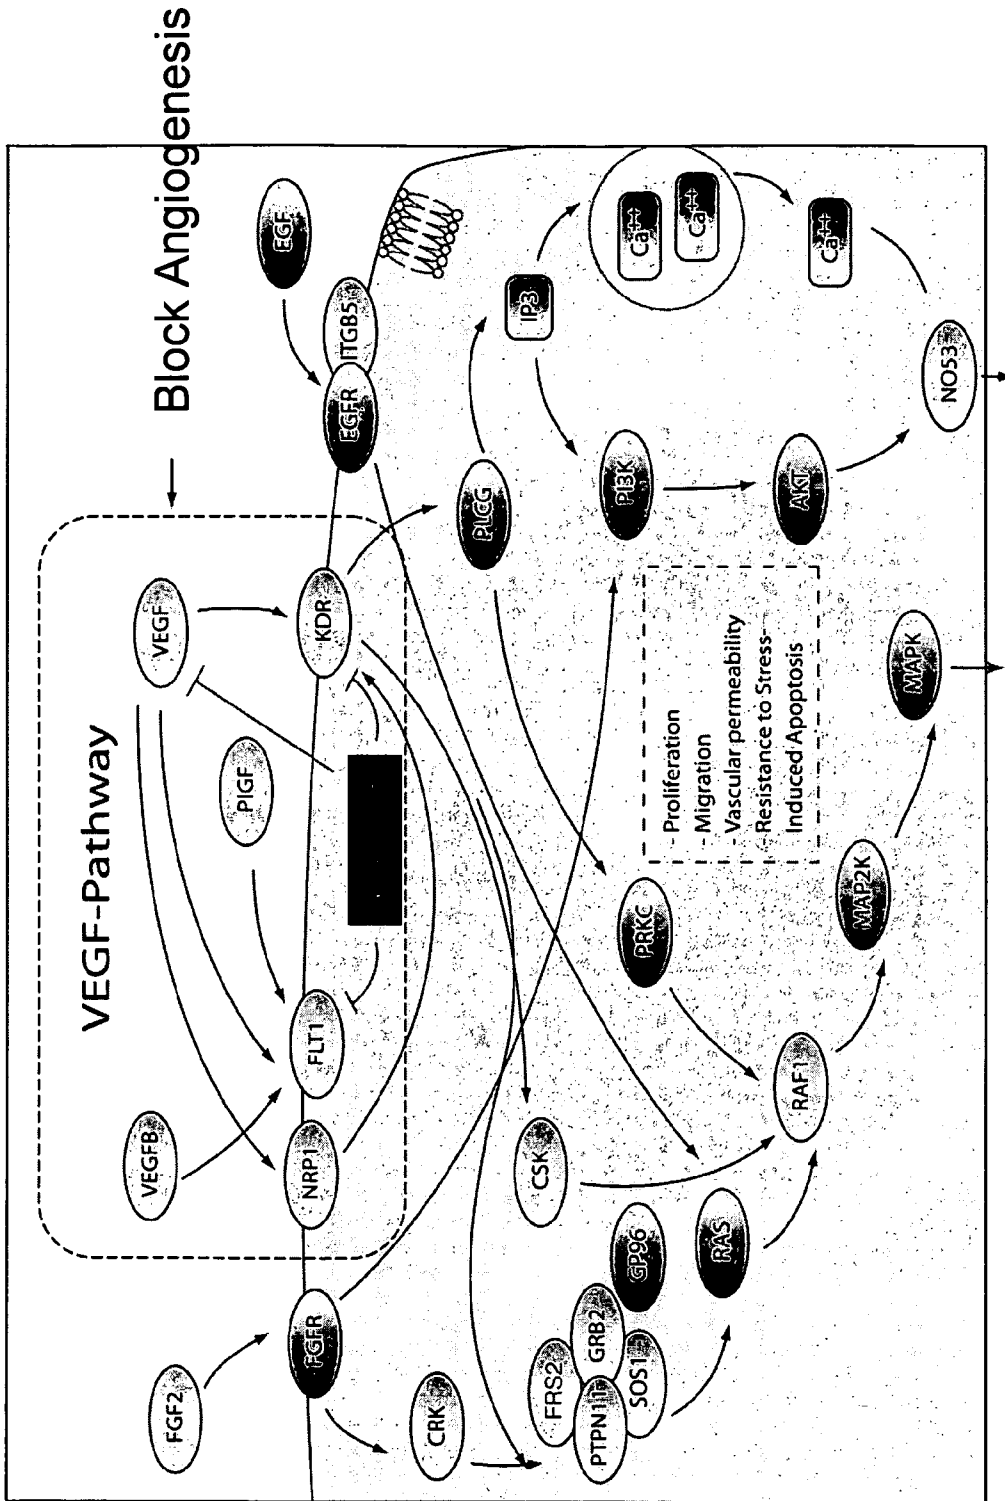 Block Angiogenesis
VEGF-Pathway
FGF2
VEGFB
PlGF
VEGF
EGF
FGFR
NRP1
FLT1
KDR
EGFR
ITGB5
CRK
CSK
PLCG
IP3
Ca++
Ca++
Ca++
FRS2
GRB2
PTPN11
SOS1
GP96
RAS
PRKC
PI3K
- Proliferation
- Migration
- Vascular permeability
- Resistance to Stress-
Induced Apoptosis
RAF1
MAP2K
MAPK
AKT
NOS3